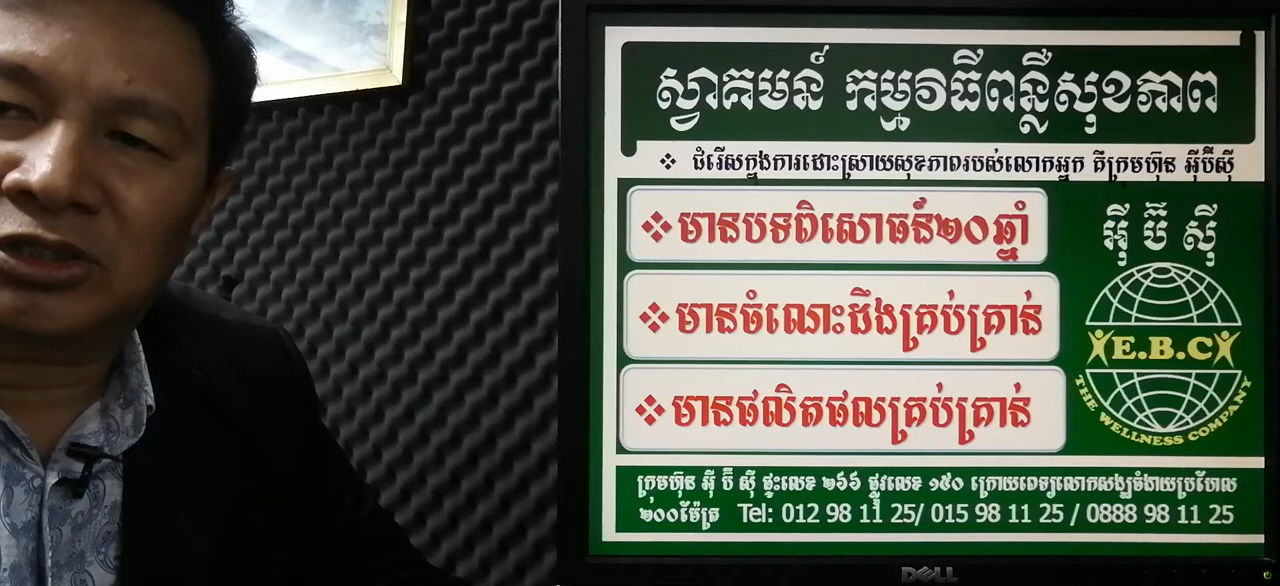 ស្វាគមន៍ កម្មវិធីពន្លឺសុខភាព
❖ ជំរើសក្នុងការដោះស្រាយសុខភាពរបស់លោកអ្នក គឺក្រុមហ៊ុន អ៊ីប៊ីស៊ី
❖មានបទពិសោធន៍២០ឆ្នាំ
❖មានចំណេះដឹងគ្រប់គ្រាន់
❖មានផលិតផលគ្រប់គ្រាន់
អ៊ី ប៊ី ស៊ី
E.B.C
THE WELLNESS COMPANY
ក្រុមហ៊ុន អ៊ី ប៊ី ស៊ី ផ្ទះលេខ ២៦៦ ផ្លូវលេខ ១៥០ ក្រោយពេទ្យលោកសង្ឃចំងាយប្រហែល
២០០ម៉ែត្រ Tel: 012 98 11 25/ 015 98 11 25 / 0888 98 11 25
DELL